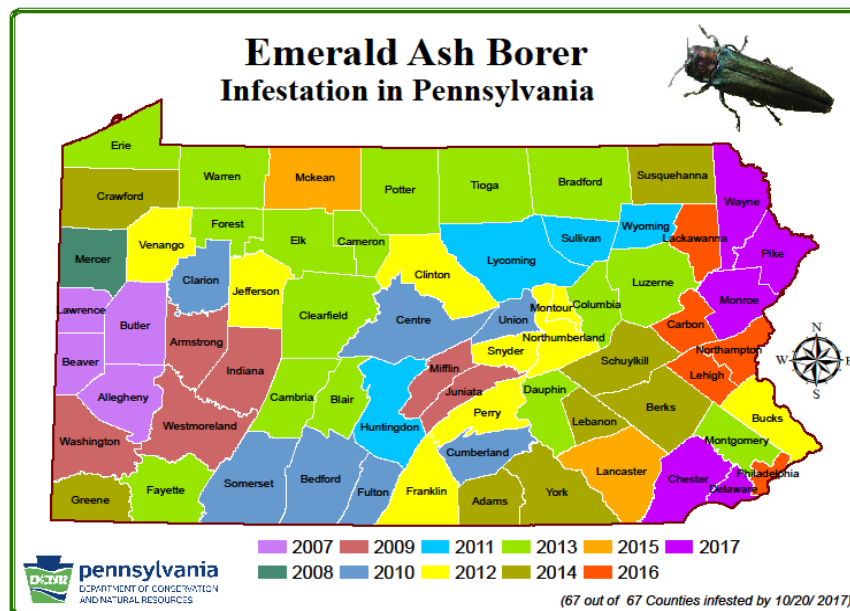 Emerald Ash Borer
Infestation in Pennsylvania
Erie
Warren
Mckean
Potter
Tioga
Bradford
Susquehanna
Crawford
Wayne
Forest
Wyoming
Lackawanna
Venango
Elk
Cameron
Sullivan
Mercer
Clarion
Clinton
Lycoming
Pike
Jefferson
Luzerne
Lawrence
Butler
Clearfield
Columbia
Monroe
Centre
Union
Montour
Carbon
Armstrong
Northumberland
Beaver
Snyder
Northampton
Indiana
Mifflin
Schuylkill
Lehigh
Allegheny
Cambria
Blair
Juniata
Dauphin
Berks
Perry
Bucks
Huntingdon
Lebanon
Westmoreland
Washington
Montgomery
Cumberland
Lancaster
Philadelphia
Somerset
Bedford
Chester
Delaware
Fulton
Franklin
Greene
Fayette
Adams
York
N
W E
S
2007 2009 2011 2013 2015 2017
2008 2010 2012 2014 2016
DCNR
pennsylvania
DEPARTMENT OF CONSERVATION
AND NATURAL RESOURCES
(67 out of 67 Counties infested by 10/20/ 2017)